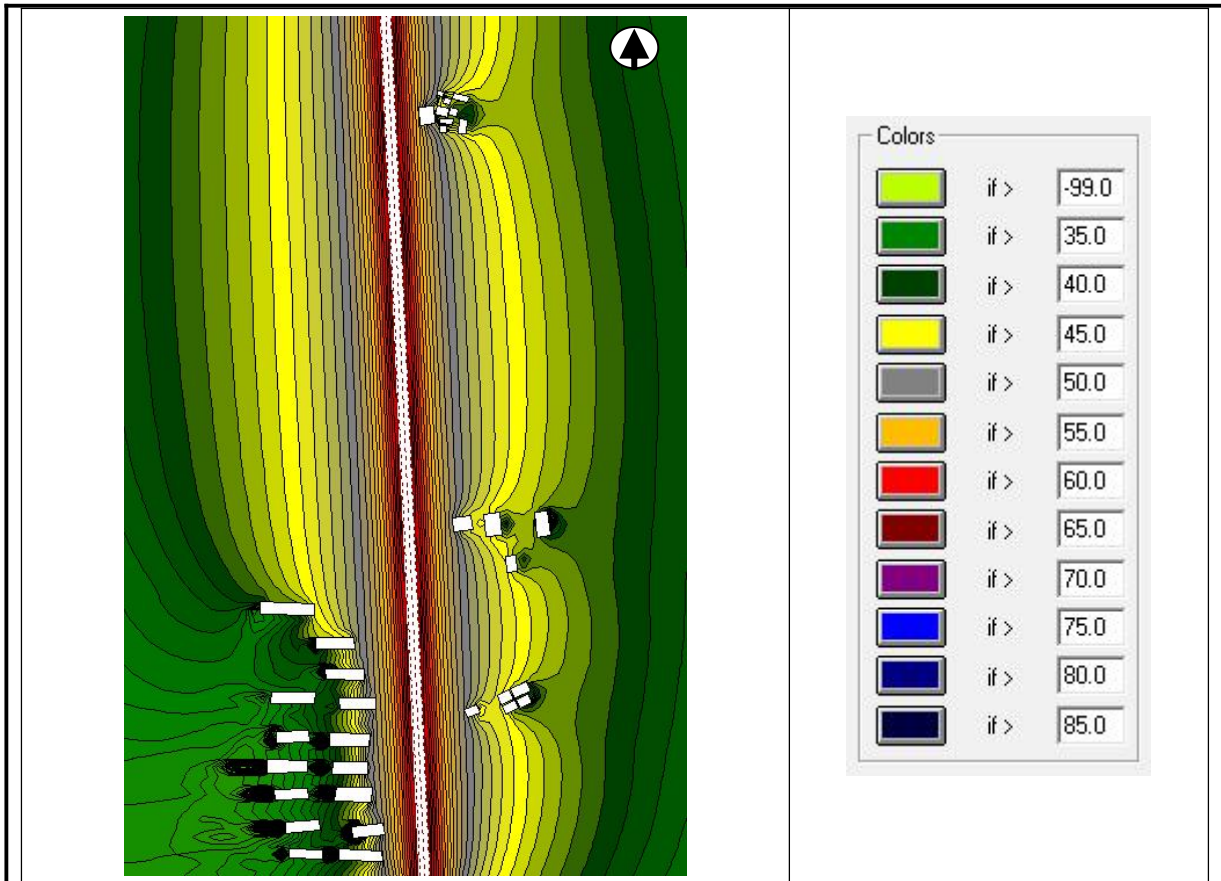 Colors
if > -99.0
if > 35.0
if > 40.0
if > 45.0
if > 50.0
if > 55.0
if > 60.0
if > 65.0
if > 70.0
if > 75.0
if > 80.0
if > 85.0